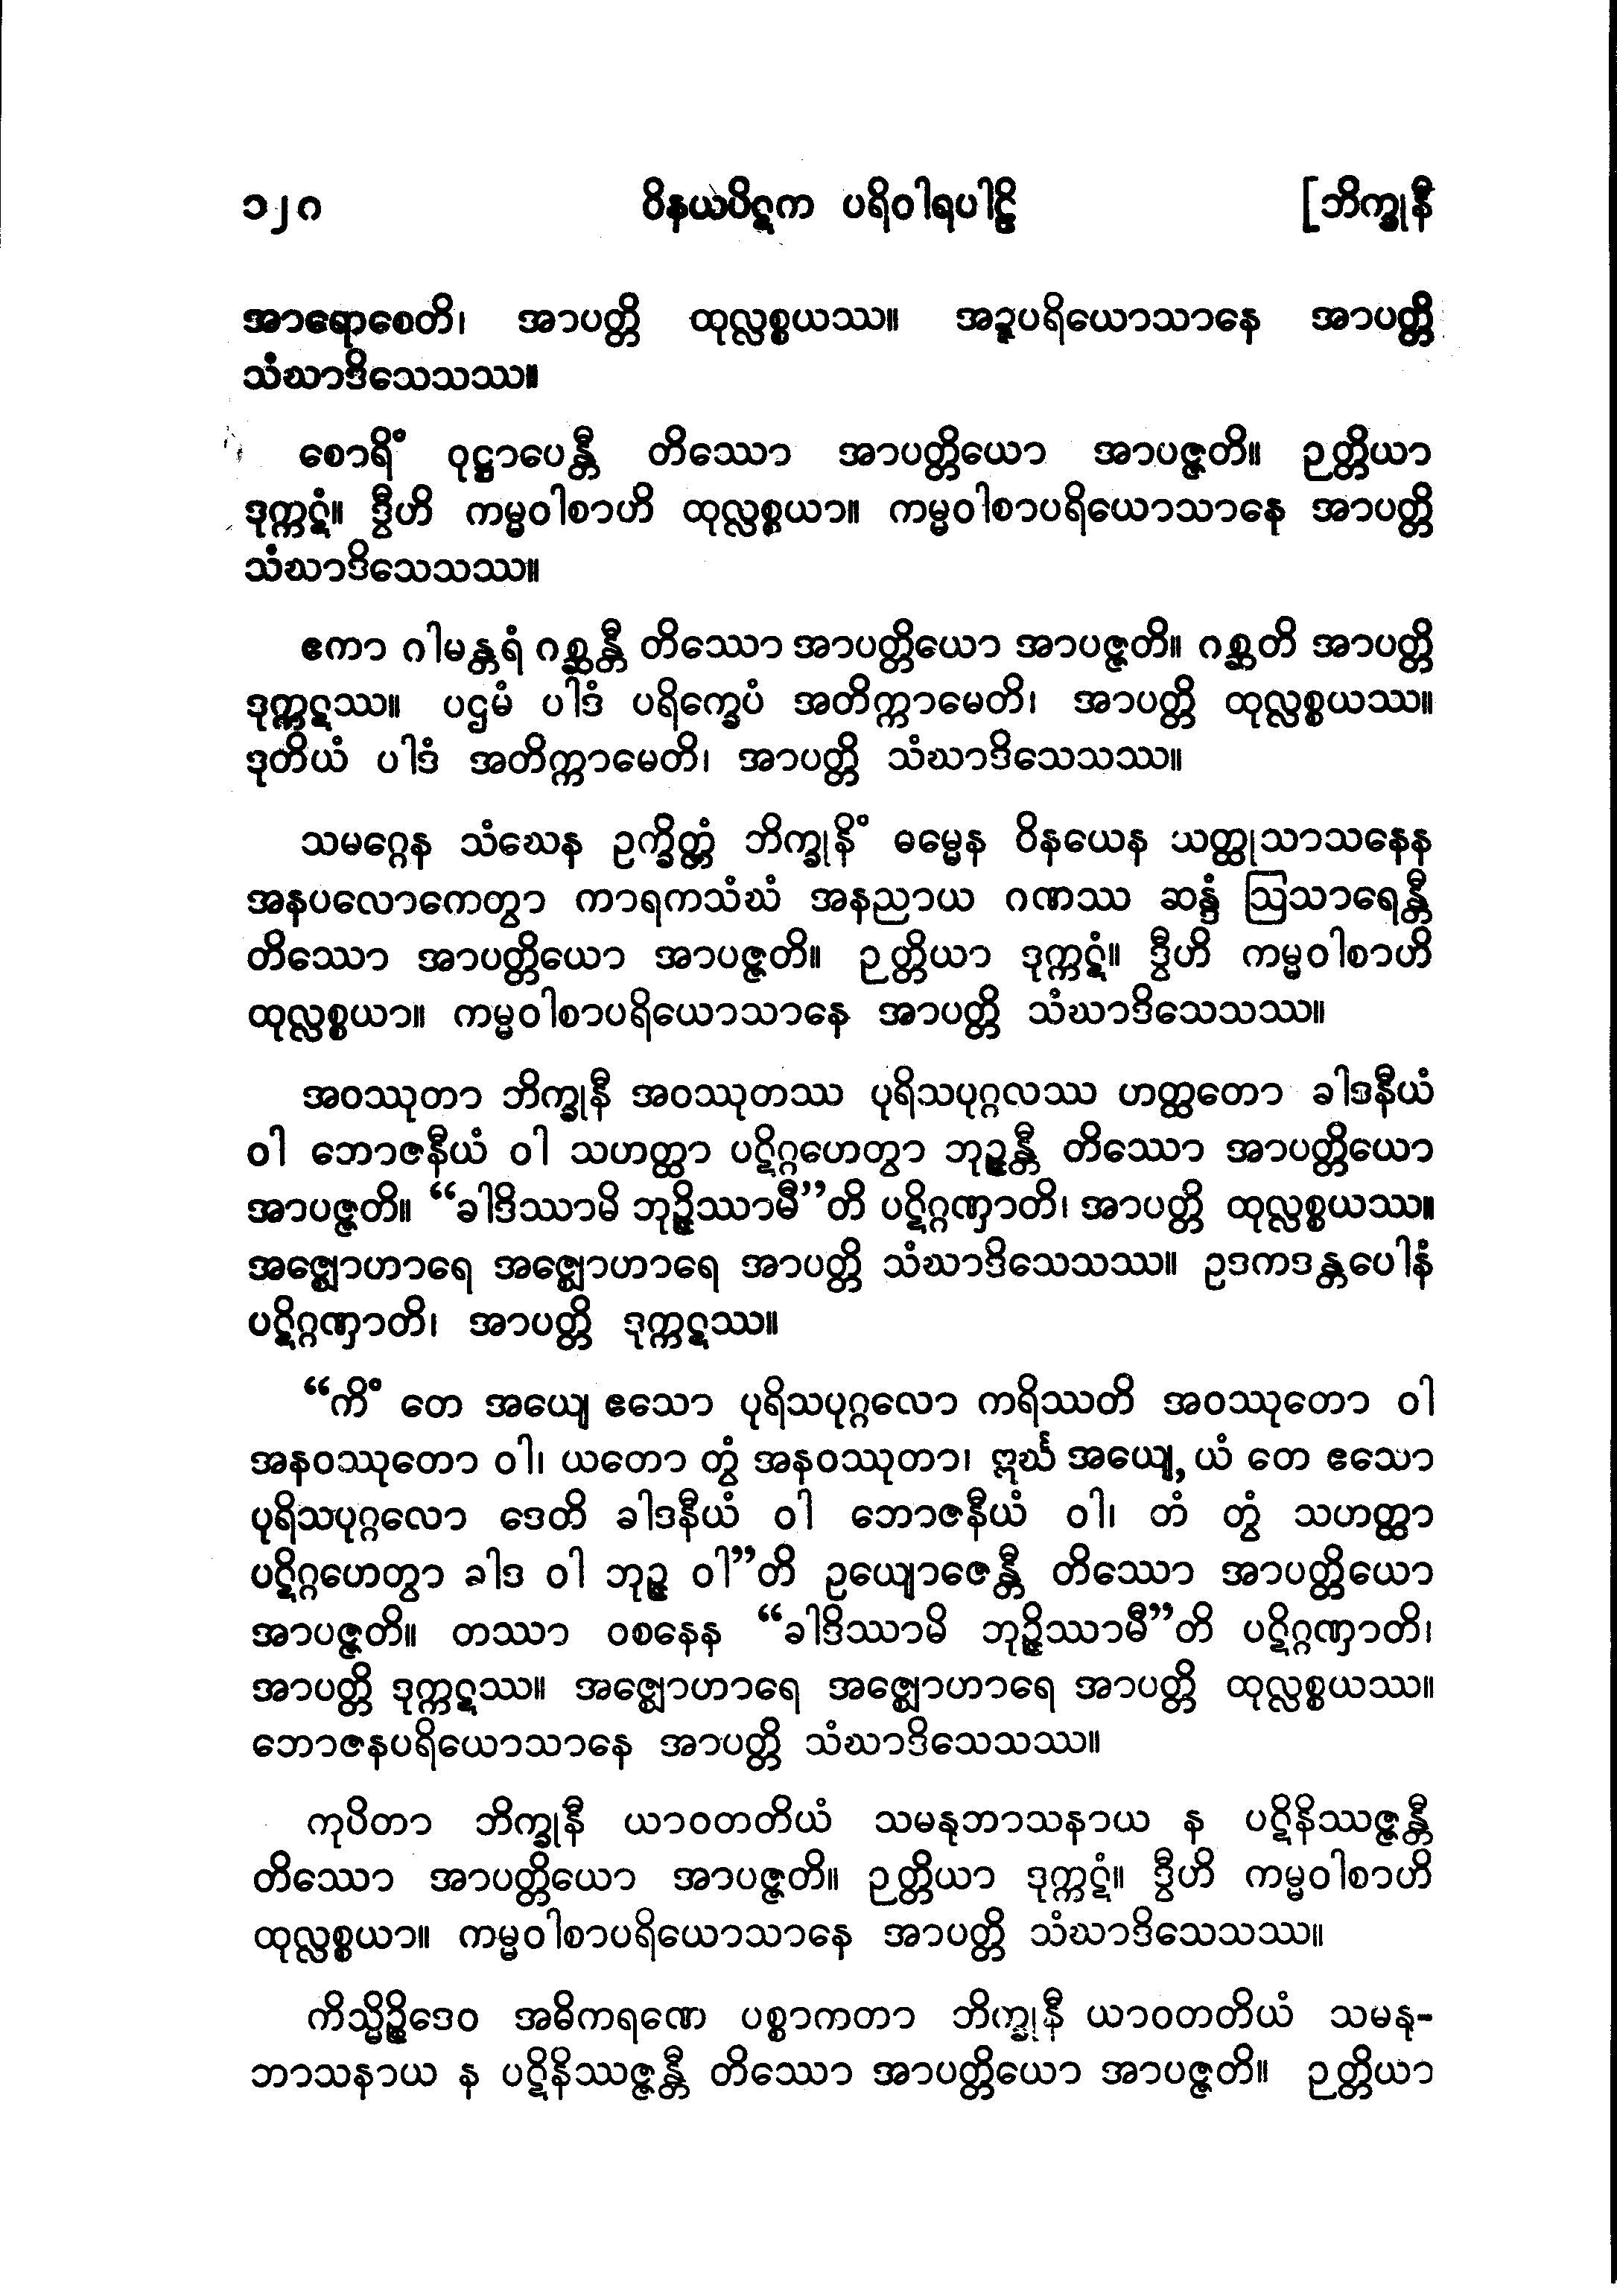 ၁၂၈ ဝိနယပိဋက ပရိဝါရပါဠိ [ဘိက္ခုနီ
အာရောစေတိ၊ အာပတ္တိ ထုလ္လစ္စယဿ။ အဍ္ဍပရိယောသာနေ အာပတ္တိ
သံဃာဒိသေသဿ။
စောရိံ ဝုဋ္ဌာပေန္တီ တိဿော အာပတ္တိယော အာပဇ္ဇတိ။ ဉတ္တိယာ
ဒုက္ကဋံ။ ဒွီဟိ ကမ္မဝါစာဟိ ထုလ္လစ္စယာ။ ကမ္မဝါစာပရိယောသာနေ အာပတ္တိ
သံဃာဒိသေသဿ။
ဧကာ ဂါမန္တရံ ဂစ္ဆန္တီ တိဿော အာပတ္တိယော အာပဇ္ဇတိ။ ဂစ္ဆတိ အာပတ္တိ
ဒုက္ကဋဿ။ ပဌမံ ပါဒံ ပရိက္ခေပံ အတိက္ကာမေတိ၊ အာပတ္တိ ထုလ္လစ္စယဿ။
ဒုတိယံ ပါဒံ အတိက္ကာမေတိ၊ အာပတ္တိ သံဃာဒိသေသဿ။
သမဂ္ဂေန သံဃေန ဥက္ခိတ္တံ ဘိက္ခုနိံ ဓမ္မေန ဝိနယေန သတ္ထုသာသနေန
အနပလောကေတွာ ကာရကသံဃံ အနညာယ ဂဏဿ ဆန္ဒံ ဩသာရေန္တီ
တိဿော အာပတ္တိယော အာပဇ္ဇတိ။ ဉတ္တိယာ ဒုက္ကဋံ။ ဒွီဟိ ကမ္မဝါစာဟိ
ထုလ္လစ္စယာ။ ကမ္မဝါစာပရိယောသာနေ အာပတ္တိ သံဃာဒိသေသဿ။
အဝဿုတာ ဘိက္ခုနီ အဝဿုတဿ ပုရိသပုဂ္ဂလဿ ဟတ္ထတော ခါဒနီယံ
ဝါ ဘောဇနီယံ ဝါ သဟတ္ထာ ပဋိဂ္ဂဟေတွာ ဘုဉ္ဇန္တီ တိဿော အာပတ္တိယော
အာပဇ္ဇတိ။ “ခါဒိဿာမိ ဘုဉ္ဇိဿာမီ”တိ ပဋိဂ္ဂဏှာတိ၊ အာပတ္တိ ထုလ္လစ္စယဿ။
အဇ္ဈောဟာရေ အဇ္ဈောဟာရေ အာပတ္တိ သံဃာဒိသေသဿ။ ဥဒကဒန္တပေါနံ
ပဋိဂ္ဂဏှာတိ၊ အာပတ္တိ ဒုက္ကဋဿ။
“ကိံ တေ အယျေ ဧသော ပုရိသပုဂ္ဂလော ကရိဿတိ အဝဿုတော ဝါ
အနဝဿုတော ဝါ၊ ယတော တွံ အနဝဿုတာ၊ ဣင်္ဃ အယျေ, ယံ တေ ဧသော
ပုရိသပုဂ္ဂလော ဒေတိ ခါဒနီယံ ဝါ ဘောဇနီယံ ဝါ၊ တံ တွံ သဟတ္ထာ
ပဋိဂ္ဂဟေတွာ ခါဒ ဝါ ဘုဉ္ဇ ဝါ”တိ ဥယျောဇေန္တီ တိဿော အာပတ္တိယော
အာပဇ္ဇတိ။ တဿာ ဝစနေန “ခါဒိဿာမိ ဘုဉ္ဇိဿာမီ”တိ ပဋိဂ္ဂဏှာတိ၊
အာပတ္တိ ဒုက္ကဋဿ။ အဇ္ဈောဟာရေ အဇ္ဈောဟာရေ အာပတ္တိ ထုလ္လစ္စယဿ။
ဘောဇနပရိယောသာနေ အာပတ္တိ သံဃာဒိသေသဿ။
ကုပိတာ ဘိက္ခုနီ ယာဝတတိယံ သမနုဘာသနာယ န ပဋိနိဿဇ္ဇန္တီ
တိဿော အာပတ္တိယော အာပဇ္ဇတိ။ ဉတ္တိယာ ဒုက္ကဋံ။ ဒွီဟိ ကမ္မဝါစာဟိ
ထုလ္လစ္စယာ။ ကမ္မဝါစာပရိယောသာနေ အာပတ္တိ သံဃာဒိသေသဿ။
ကိသ္မိဉ္စိဒေဝ အဓိကရဏေ ပစ္စာကတာ ဘိက္ခုနီ ယာဝတတိယံ သမနု-
ဘာသနာယ န ပဋိနိဿဇ္ဇန္တီ တိဿော အာပတ္တိယော အာပဇ္ဇတိ။ ဉတ္တိယာ